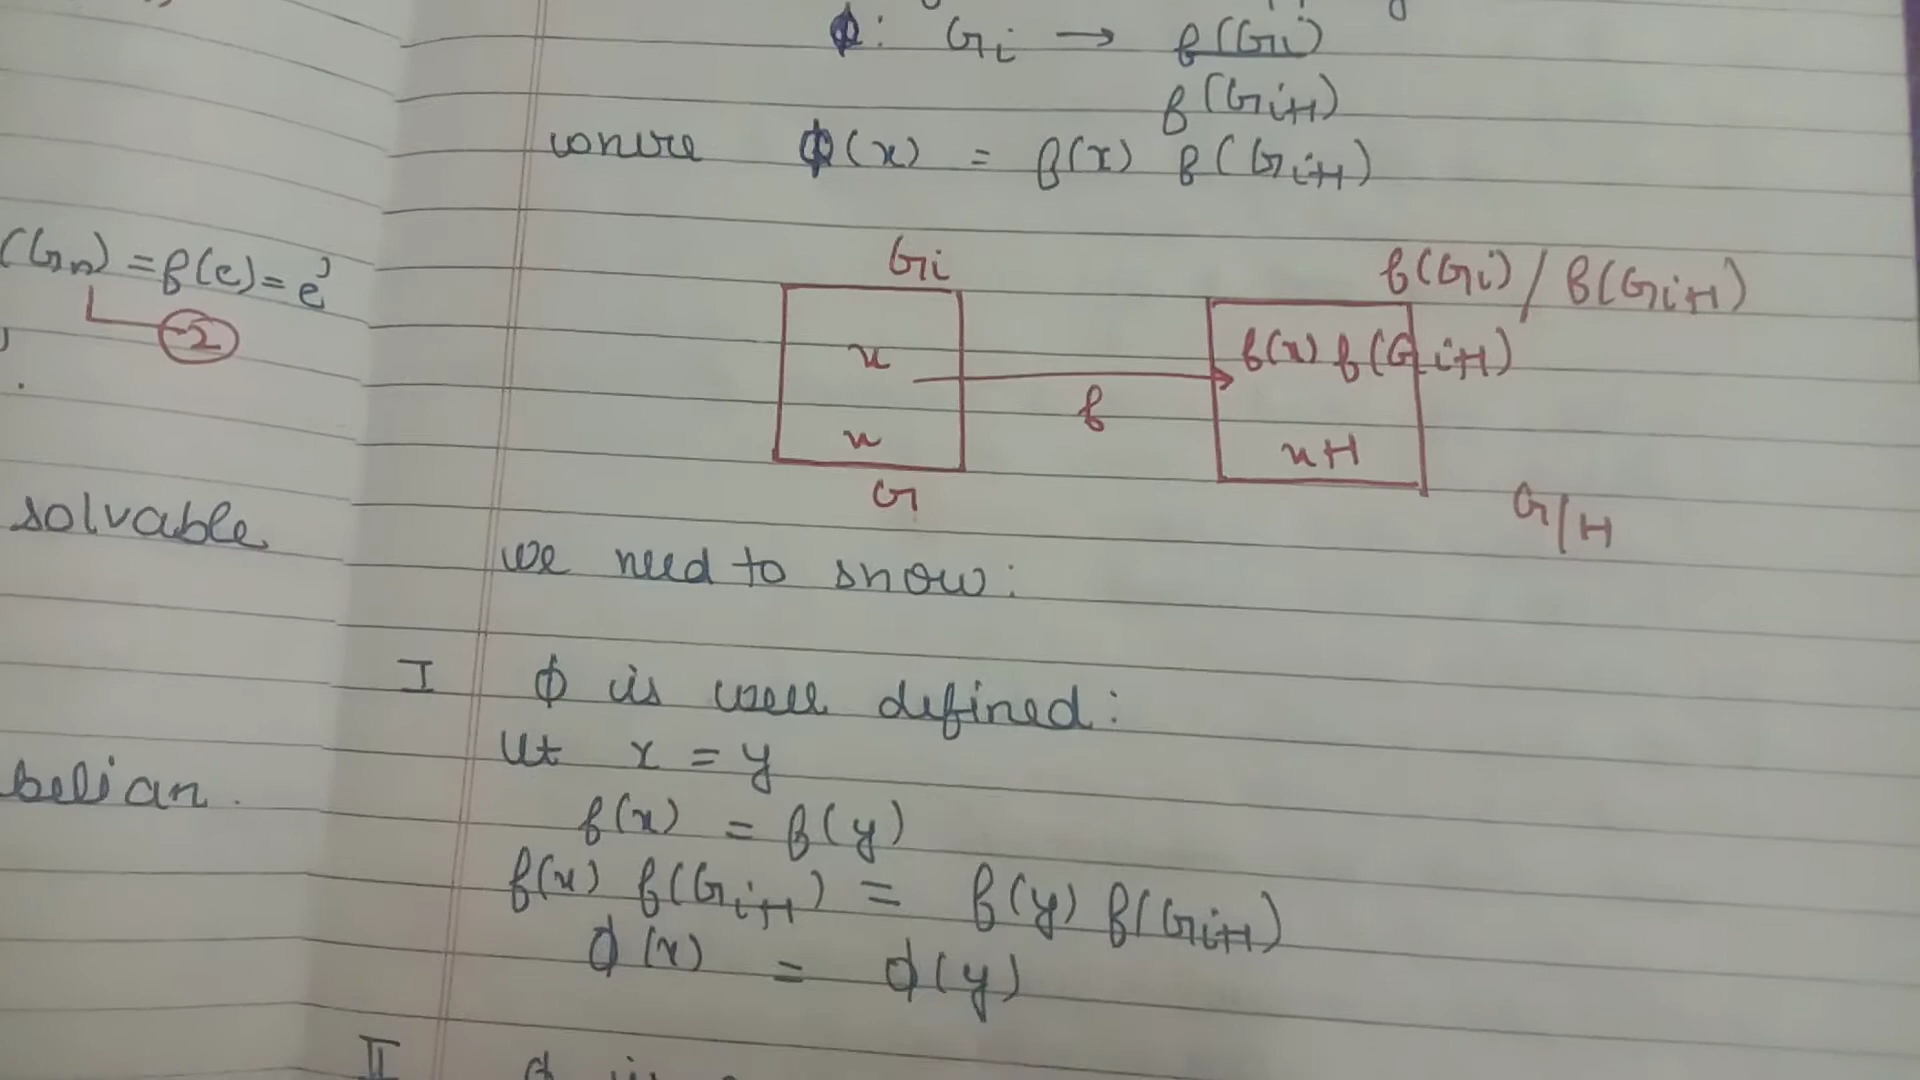 (Gn) = f(e) = e'
2
solvable
belian.
φ: Gi → f(Gi)
f(Gi+1)
where φ(x) = f(x) f(Gi+1)
Gi
f(Gi) / f(Gi+1)
x
f(x) f(Gi+1)
f
x
xH
G
G/H
we need to show:
I φ is well defined:
let x = y
f(x) = f(y)
f(x) f(Gi+1) = f(y) f(Gi+1)
φ(x) = φ(y)
II